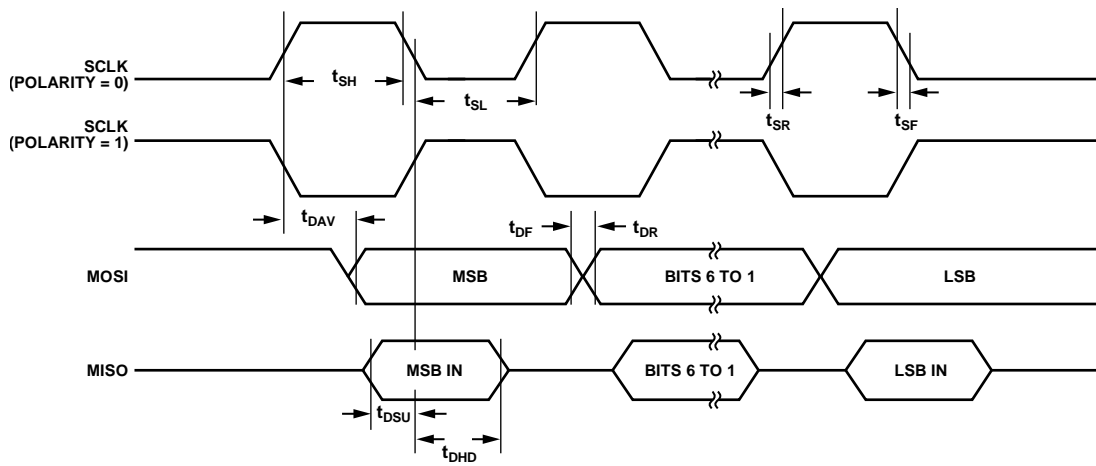 SCLK
(POLARITY = 0)
tSH
tSL
tSR
tSF
SCLK
(POLARITY = 1)
tDAV
tDF
tDR
MOSI
MSB
BITS 6 TO 1
LSB
MISO
MSB IN
BITS 6 TO 1
LSB IN
tDSU
tDHD